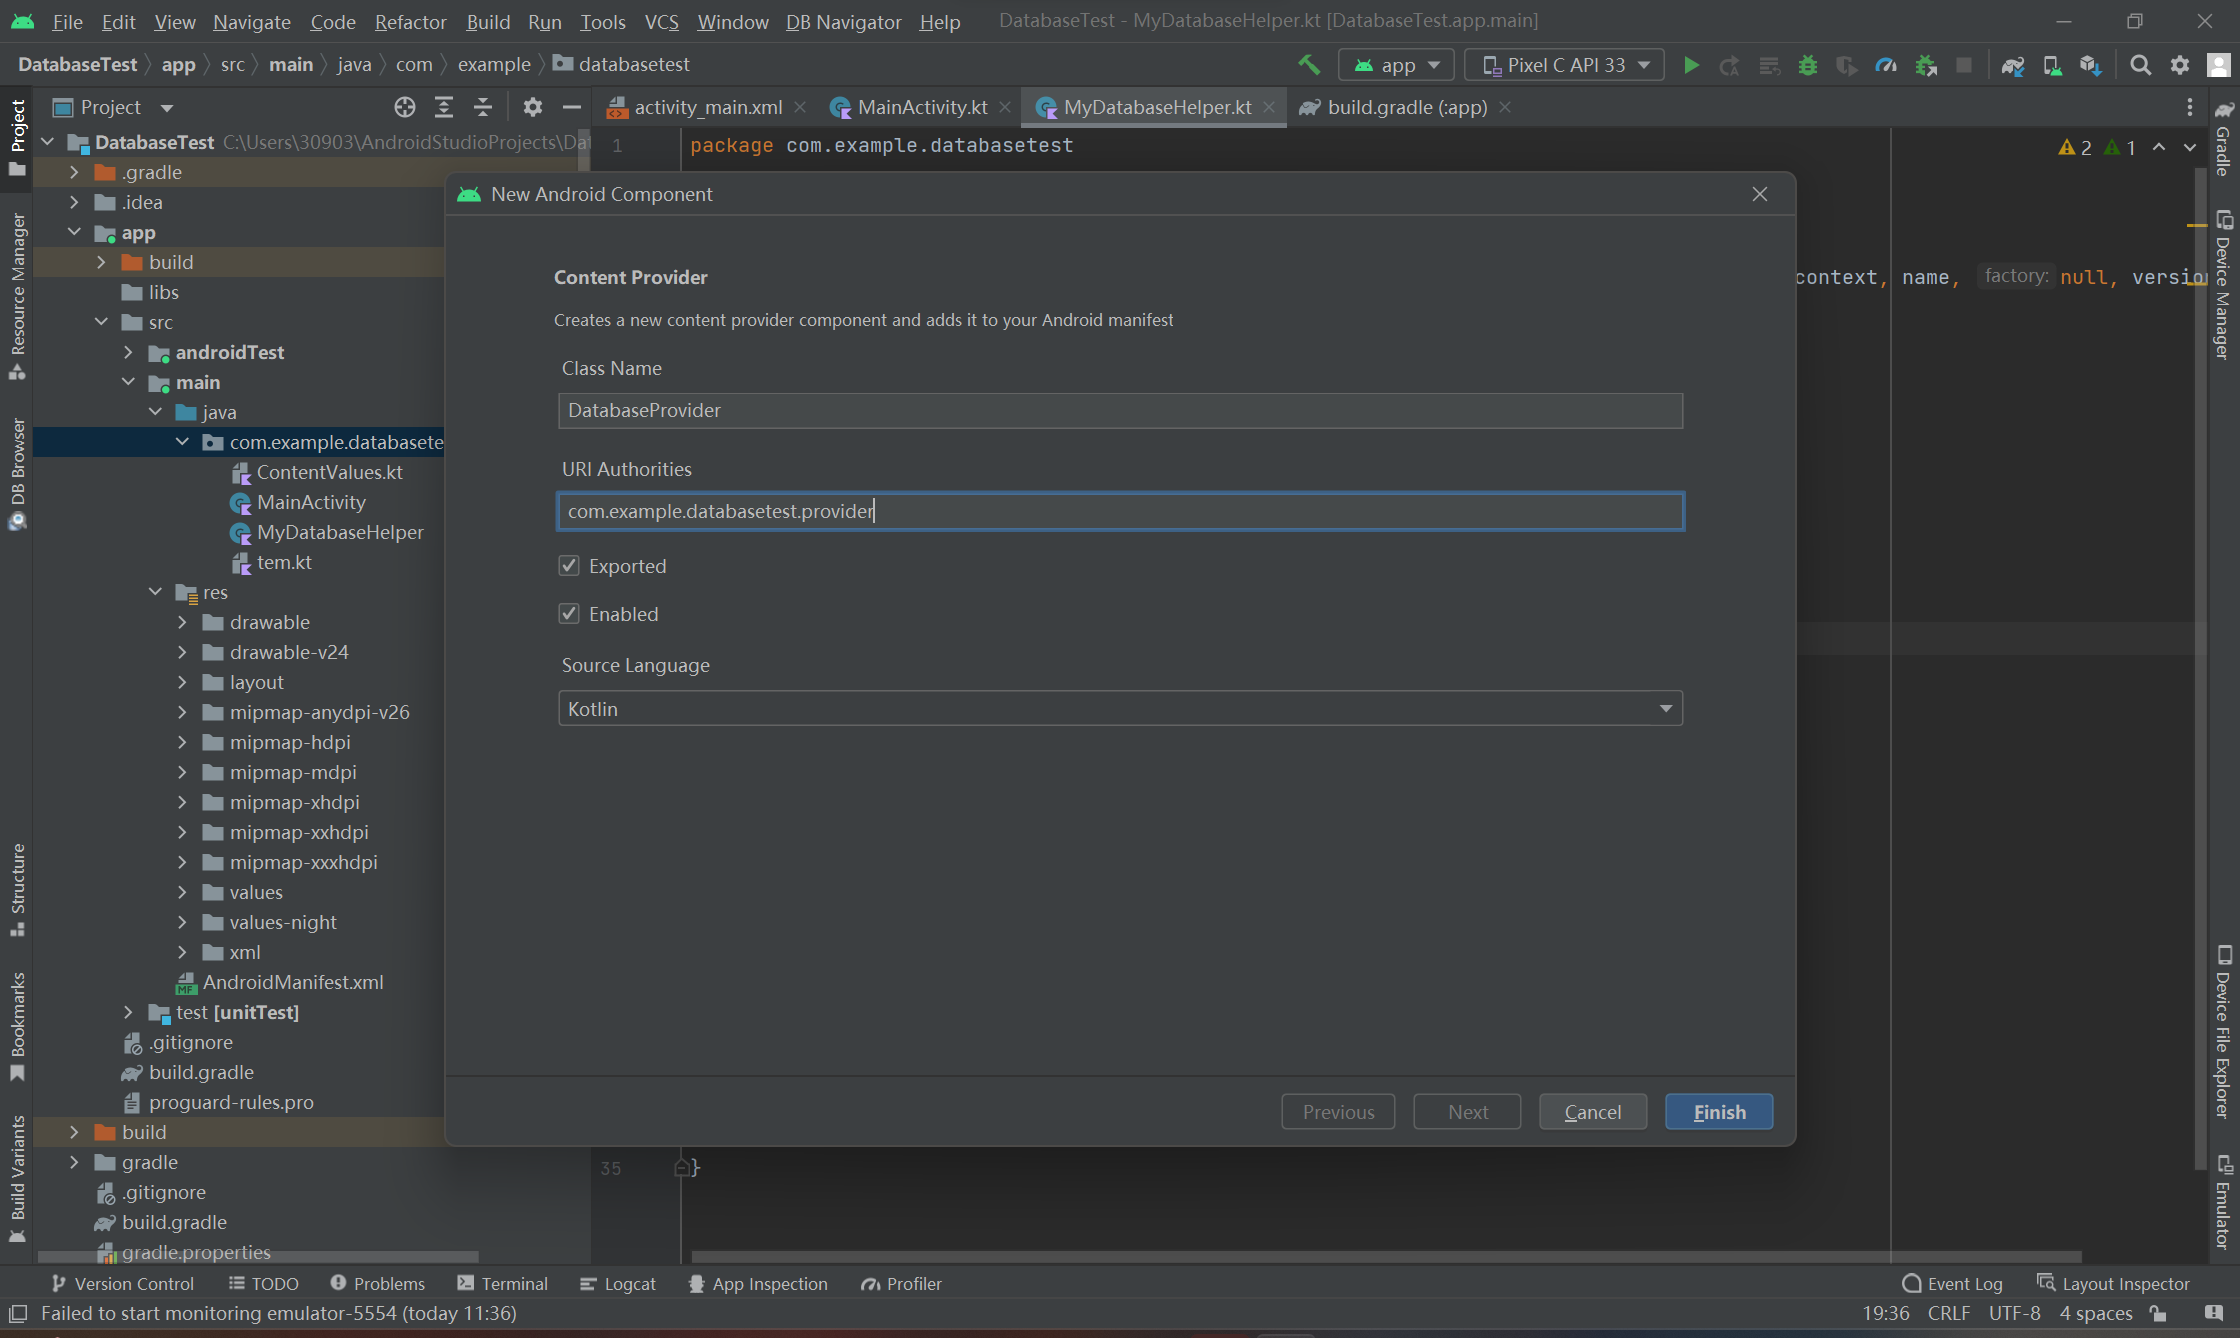 File Edit View Navigate Code Refactor Build Run Tools VCS Window DB Navigator Help DatabaseTest - MyDatabaseHelper.kt [DatabaseTest.app.main]
DatabaseTest app src main java com example databasetest app Pixel C API 33
Project activity_main.xml MainActivity.kt MyDatabaseHelper.kt build.gradle (:app)
DatabaseTest C:\Users\30903\AndroidStudioProjects\Dat
1 package com.example.databasetest 2 1
.gradle
.idea
app
build
libs
src
androidTest
main
java
com.example.databasete
ContentValues.kt
MainActivity
MyDatabaseHelper
tem.kt
res
drawable
drawable-v24
layout
mipmap-anydpi-v26
mipmap-hdpi
mipmap-mdpi
mipmap-xhdpi
mipmap-xxhdpi
mipmap-xxxhdpi
values
values-night
xml
AndroidManifest.xml
test [unitTest]
.gitignore
build.gradle
proguard-rules.pro
build
gradle
.gitignore
build.gradle
gradle.properties
New Android Component
Content Provider
Creates a new content provider component and adds it to your Android manifest
Class Name
DatabaseProvider
URI Authorities
com.example.databasetest.provider
Exported
Enabled
Source Language
Kotlin
Previous Next Cancel Finish
context, name, factory: null, version
35 }
Project
Resource Manager
DB Browser
Structure
Bookmarks
Build Variants
Gradle
Device Manager
Device File Explorer
Emulator
Version Control TODO Problems Terminal Logcat App Inspection Profiler Event Log Layout Inspector
Failed to start monitoring emulator-5554 (today 11:36) 19:36 CRLF UTF-8 4 spaces